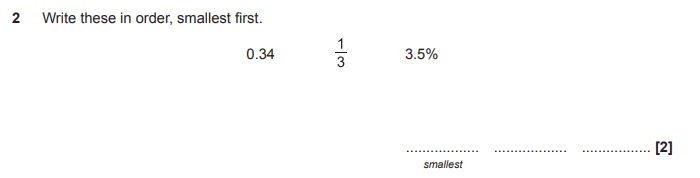 2 Write these in order, smallest first.
0.34 1/3 3.5%
.................. .................. .................. [2]
smallest